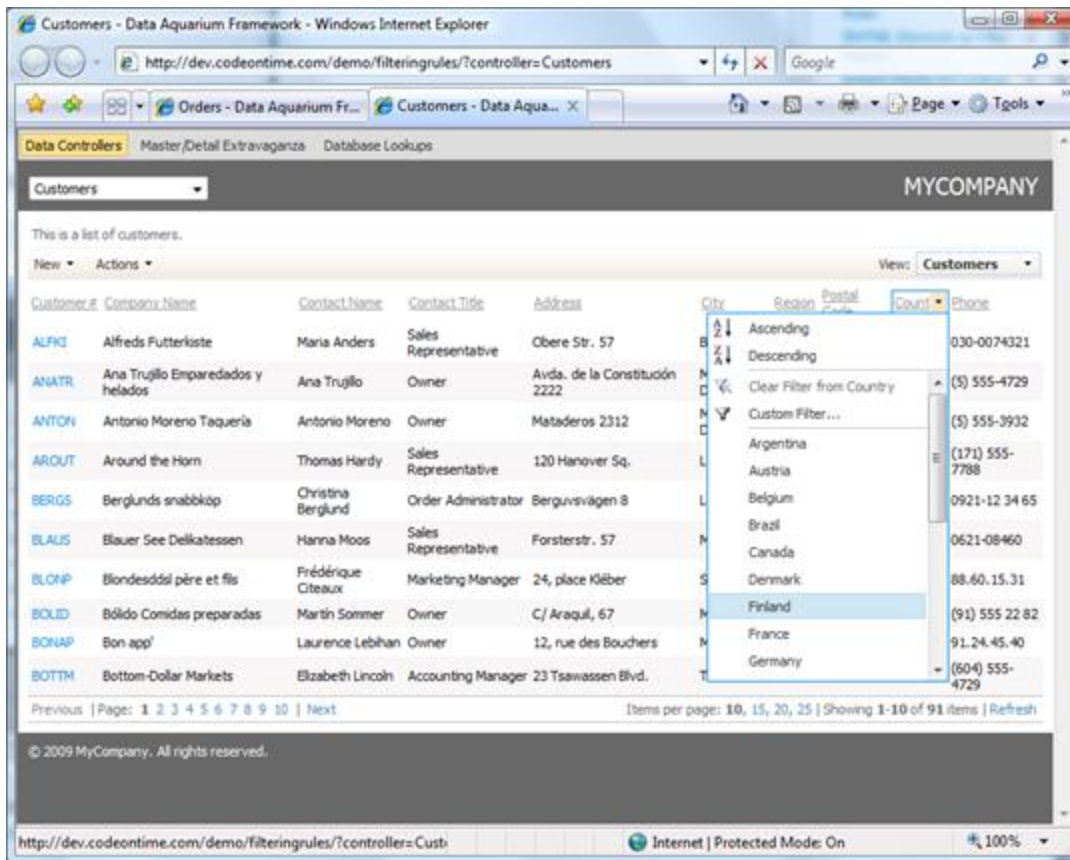 Customers - Data Aquarium Framework - Windows Internet Explorer
http://dev.codeontime.com/demo/filteringrules/?controller=Customers
Google
Orders - Data Aquarium Fr...
Customers - Data Aqua...
Page
Tools
Data Controllers Master/Detail Extravaganza Database Lookups
Customers
MYCOMPANY
This is a list of customers.
New Actions
View: Customers
Customer# Company Name Contact Name Contact Title Address City Region Postal Code Count Phone
ALFKI Alfreds Futterkiste Maria Anders Sales Representative Obere Str. 57 B 030-0074321
ANATR Ana Trujillo Emparedados y helados Ana Trujillo Owner Avda. de la Constitución 2222 M D (5) 555-4729
ANTON Antonio Moreno Taquería Antonio Moreno Owner Mataderos 2312 M D (5) 555-3932
AROUT Around the Horn Thomas Hardy Sales Representative 120 Hanover Sq. L (171) 555-7788
BERGS Berglunds snabbköp Christina Berglund Order Administrator Berguvsvägen 8 L 0921-12 34 65
BLAUS Blauer See Delikatessen Hanna Moos Sales Representative Forsterstr. 57 M 0621-08460
BLONP Blondesddsl père et fils Frédérique Citeaux Marketing Manager 24, place Kléber S 88.60.15.31
BOLID Bólido Comidas preparadas Martín Sommer Owner C/ Araquil, 67 M (91) 555 22 82
BONAP Bon app' Laurence Lebihan Owner 12, rue des Bouchers M 91.24.45.40
BOTTM Bottom-Dollar Markets Elizabeth Lincoln Accounting Manager 23 Tsawassen Blvd. T (604) 555-4729
Ascending
Descending
Clear Filter from Country
Custom Filter...
Argentina
Austria
Belgium
Brazil
Canada
Denmark
Finland
France
Germany
Previous | Page: 1 2 3 4 5 6 7 8 9 10 | Next
Items per page: 10, 15, 20, 25 | Showing 1-10 of 91 items | Refresh
© 2009 MyCompany. All rights reserved.
http://dev.codeontime.com/demo/filteringrules/?controller=Cust
Internet | Protected Mode: On
100%